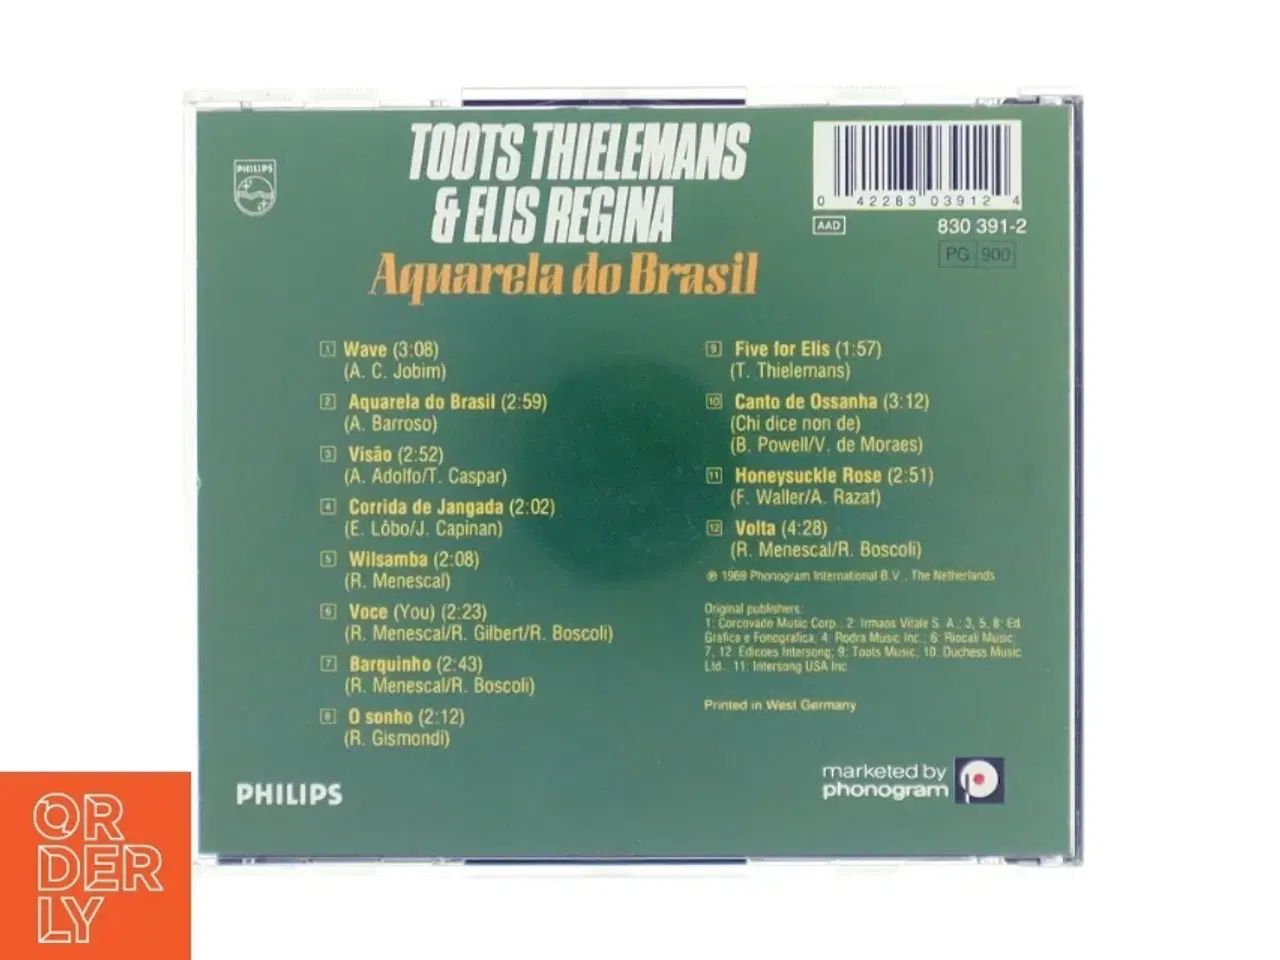 PHILIPS
TOOTS THIELEMANS
& ELIS REGINA
Aquarela do Brasil
0 42283 03912 4
AAD
830 391-2
PG 900
1 Wave (3:08)
(A. C. Jobim)
2 Aquarela do Brasil (2:59)
(A. Barroso)
3 Visão (2:52)
(A. Adolfo/T. Caspar)
4 Corrida de Jangada (2:02)
(E. Lôbo/J. Capinan)
5 Wilsamba (2:08)
(R. Menescal)
6 Voce (You) (2:23)
(R. Menescal/R. Gilbert/R. Boscoli)
7 Barquinho (2:43)
(R. Menescal/R. Boscoli)
8 O sonho (2:12)
(R. Gismondi)
9 Five for Elis (1:57)
(T. Thielemans)
10 Canto de Ossanha (3:12)
(Chi dice non de)
(B. Powell/V. de Moraes)
11 Honeysuckle Rose (2:51)
(F. Waller/A. Razaf)
12 Volta (4:28)
(R. Menescal/R. Boscoli)
℗ 1969 Phonogram International B.V., The Netherlands
Original publishers:
1: Corcovado Music Corp.; 2: Irmaos Vitale S. A.; 3, 5, 8: Ed.
Grafica e Fonografica; 4: Rodra Music Inc.; 6: Riocali Music;
7, 12: Edicoes Intersong; 9: Toots Music; 10: Duchess Music
Ltd.; 11: Intersong USA Inc.
Printed in West Germany
PHILIPS
marketed by
phonogram
ORDERLY